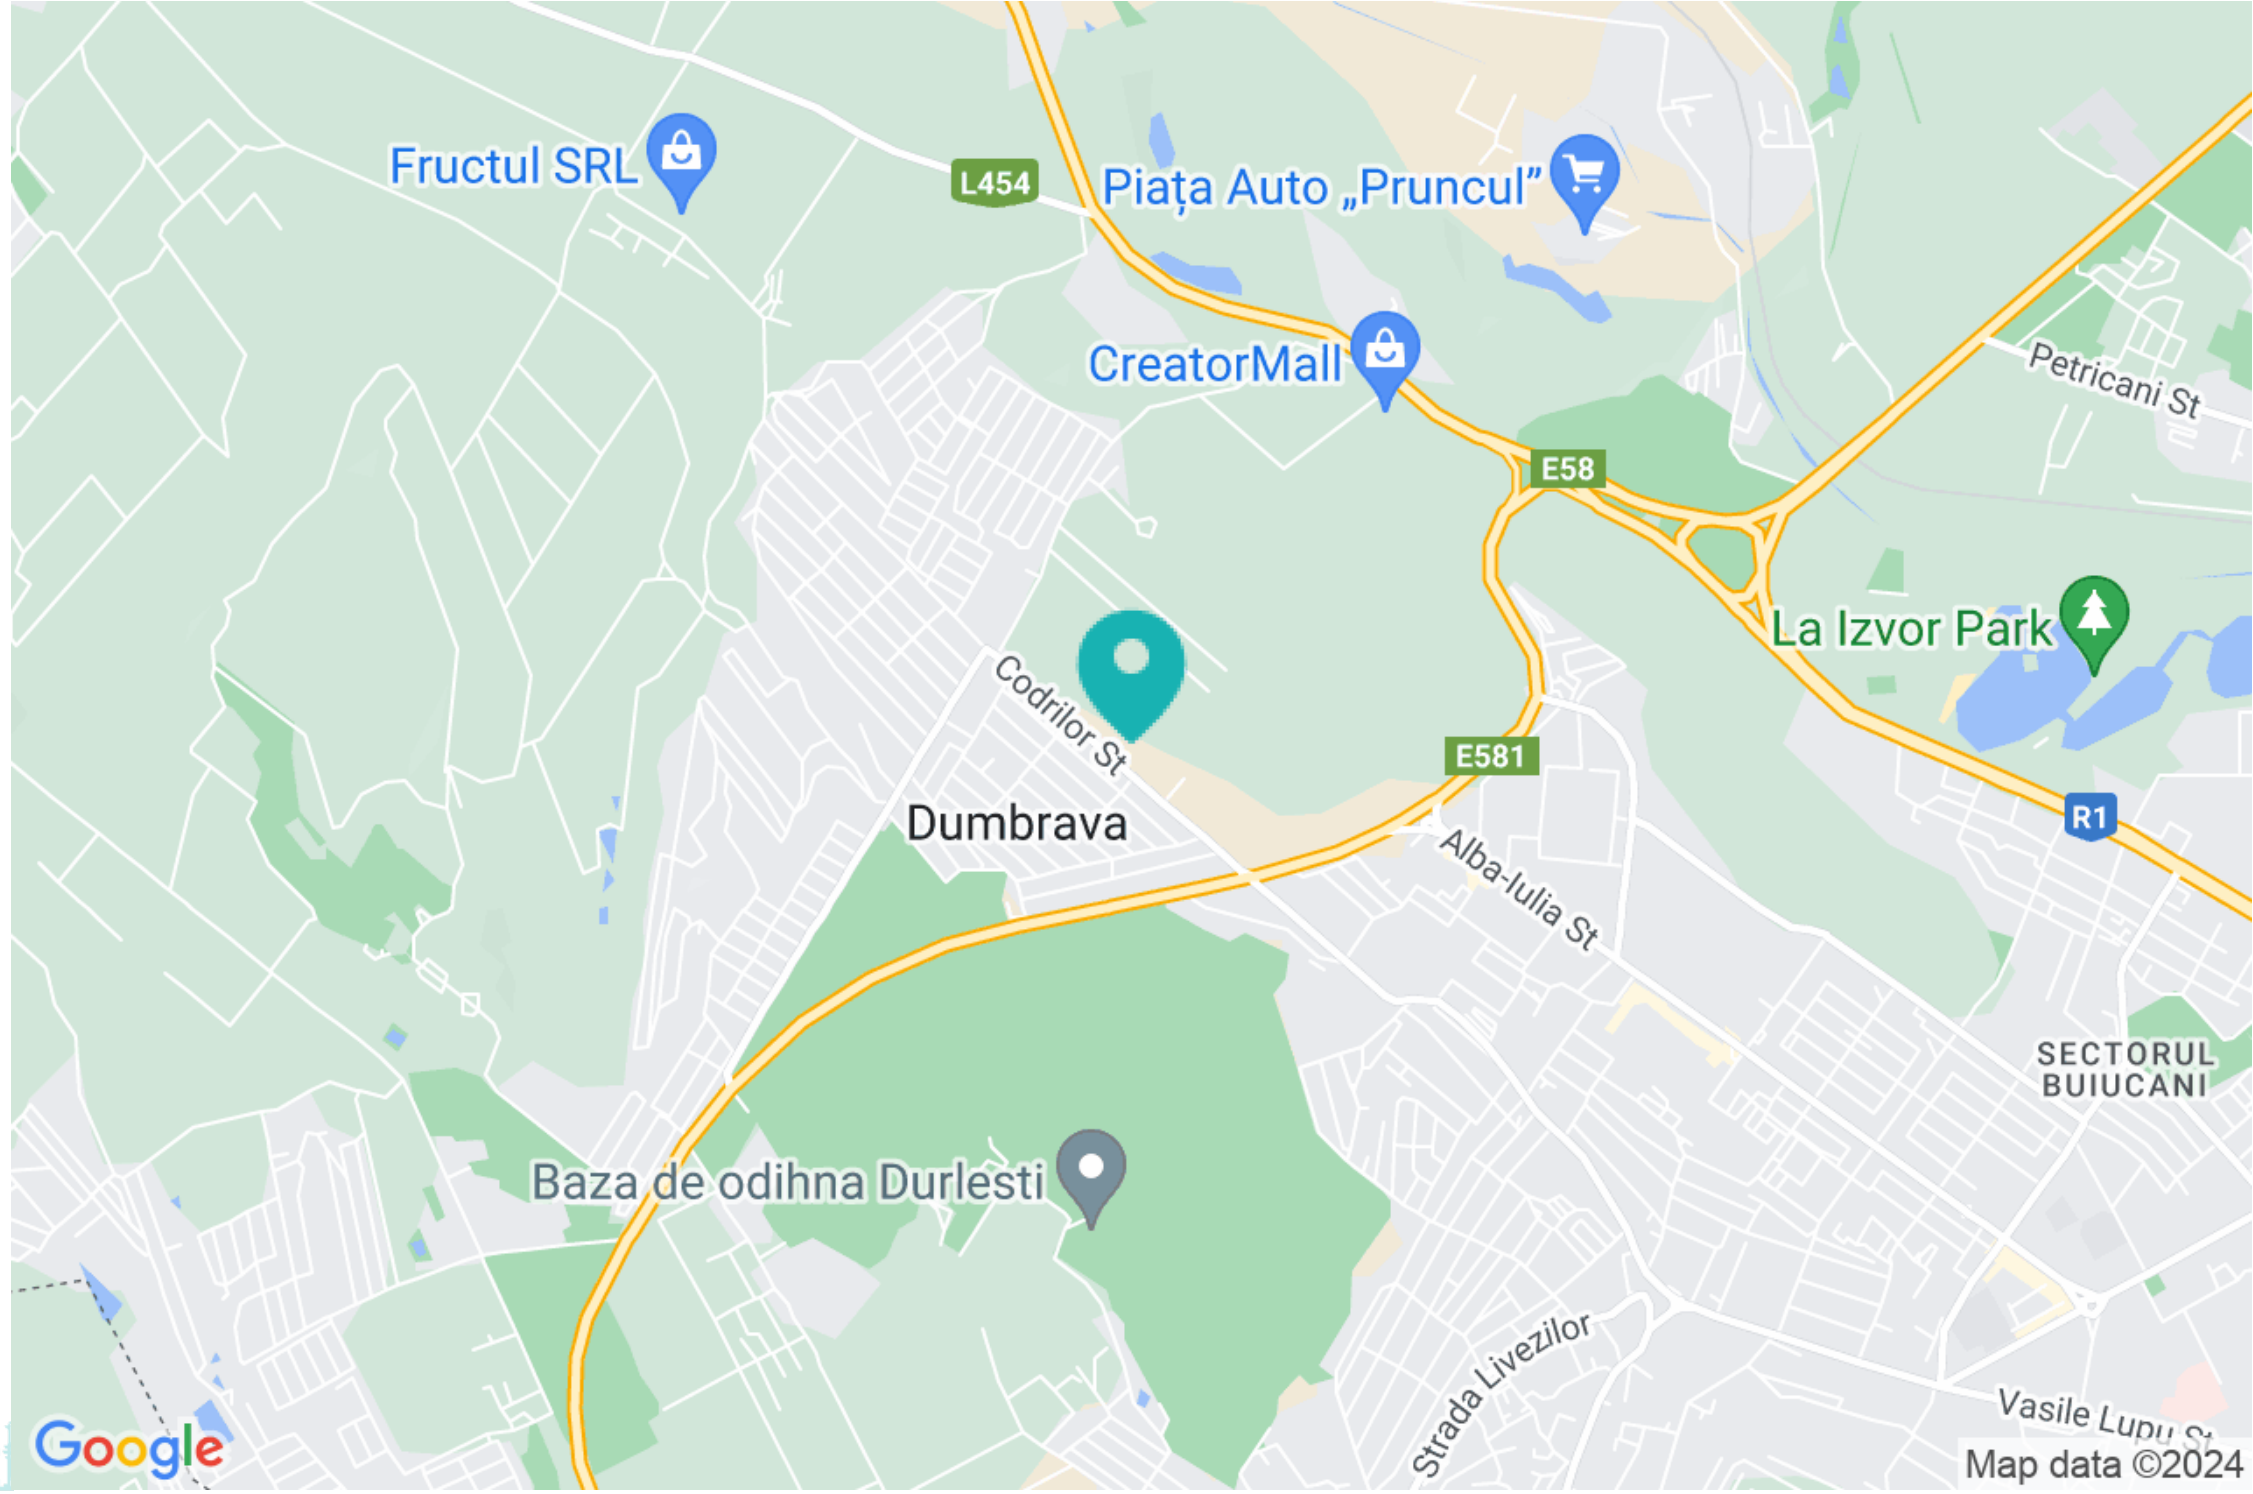 Fructul SRL
L454
Piața Auto „Pruncul”
CreatorMall
Petricani St
E58
La Izvor Park
Codrilor St
E581
Dumbrava
R1
Alba-Iulia St
SECTORUL
BUIUCANI
Baza de odihna Durlesti
Strada Livezilor
Vasile Lupu St
Google
Map data ©2024